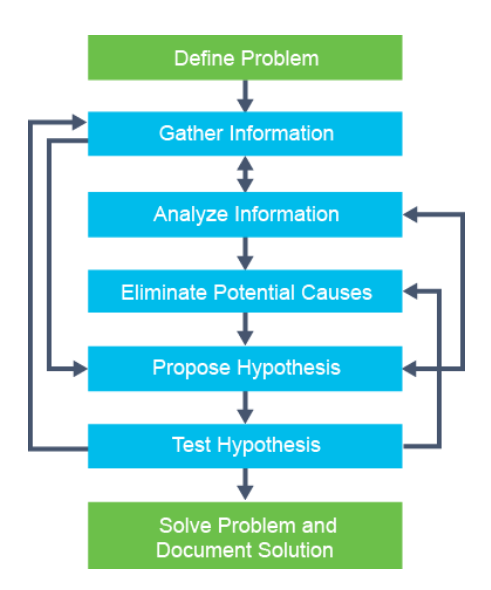 Define Problem
Gather Information
Analyze Information
Eliminate Potential Causes
Propose Hypothesis
Test Hypothesis
Solve Problem and
Document Solution